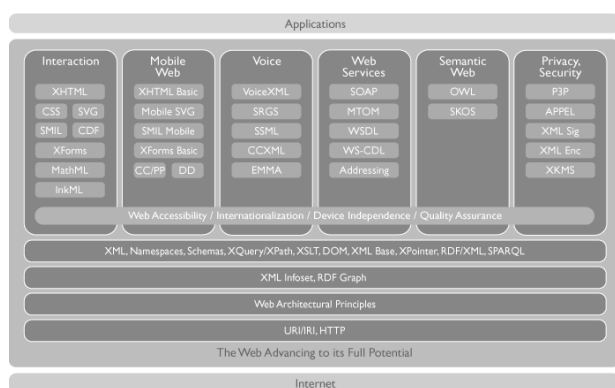 Applications
Interaction
XHTML
CSS SVG
SMIL CDF
XForms
MathML
InkML
Mobile
Web
XHTML Basic
Mobile SVG
SMIL Mobile
XForms Basic
CC/PP DD
Voice
VoiceXML
SRGS
SSML
CCXML
EMMA
Web
Services
SOAP
MTOM
WSDL
WS-CDL
Addressing
Semantic
Web
OWL
SKOS
Privacy,
Security
P3P
APPEL
XML Sig
XML Enc
XKMS
Web Accessibility / Internationalization / Device Independence / Quality Assurance
XML, Namespaces, Schemas, XQuery/XPath, XSLT, DOM, XML Base, XPointer, RDF/XML, SPARQL
XML Infoset, RDF Graph
Web Architectural Principles
URI/IRI, HTTP
The Web Advancing to its Full Potential
Internet